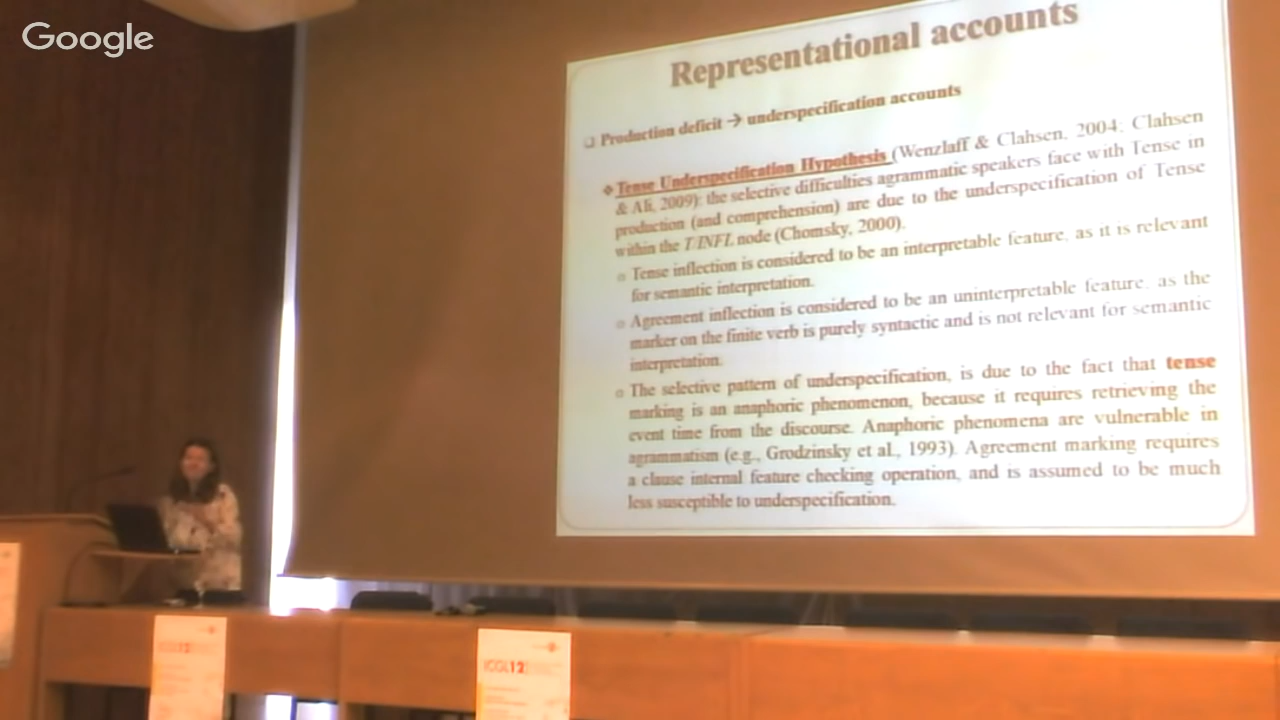 Google
Representational accounts
Production deficit → underspecification accounts
Tense Underspecification Hypothesis (Wenzlaff & Clahsen, 2004; Clahsen
& Ali, 2009): the selective difficulties agrammatic speakers face with Tense in
production (and comprehension) are due to the underspecification of Tense
within the T/INFL node (Chomsky, 2000).
Tense inflection is considered to be an interpretable feature, as it is relevant
for semantic interpretation.
Agreement inflection is considered to be an uninterpretable feature, as the
marker on the finite verb is purely syntactic and is not relevant for semantic
interpretation.
The selective pattern of underspecification, is due to the fact that tense
marking is an anaphoric phenomenon, because it requires retrieving the
event time from the discourse. Anaphoric phenomena are vulnerable in
agrammatism (e.g., Grodzinsky et al., 1993). Agreement marking requires
a clause internal feature checking operation, and is assumed to be much
less susceptible to underspecification.
ICGL12
ICGL12